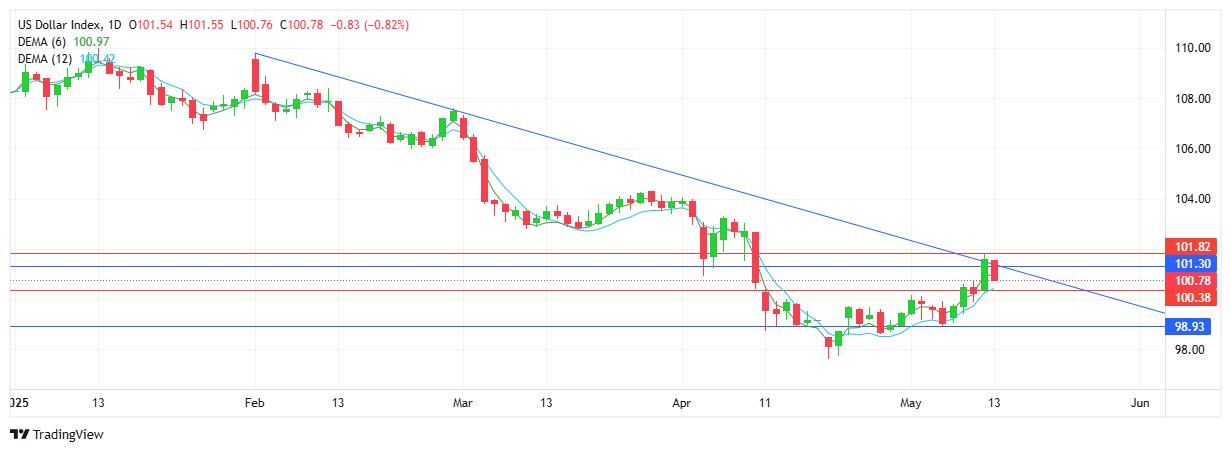 US Dollar Index, 1D O101.54 H101.55 L100.76 C100.78 −0.83 (−0.82%)
DEMA (6) 100.97
DEMA (12) 100.42
110.00
108.00
106.00
104.00
101.82
101.30
100.78
100.38
98.93
98.00
025 13 Feb 13 Mar 13 Apr 11 May 13 Jun
TradingView